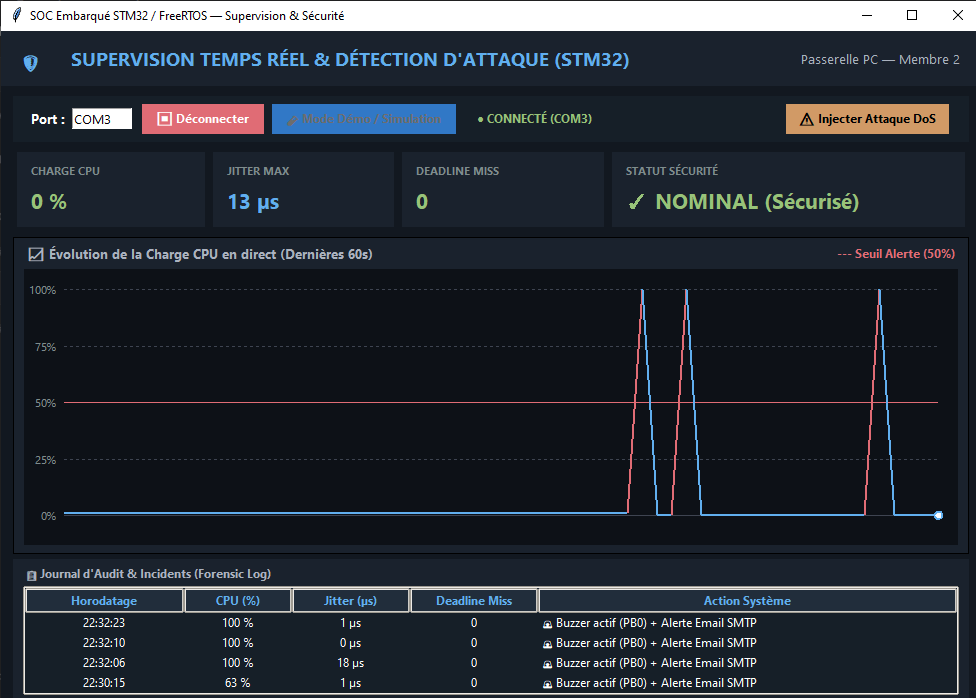 SOC Embarqué STM32 / FreeRTOS — Supervision & Sécurité
SUPERVISION TEMPS RÉEL & DÉTECTION D'ATTAQUE (STM32)
Passerelle PC — Membre 2
Port : COM3 Déconnecter Mode Démo / Simulation ● CONNECTÉ (COM3) ⚠ Injecter Attaque DoS
CHARGE CPU JITTER MAX DEADLINE MISS STATUT SÉCURITÉ
0 % 13 µs 0 ✓ NOMINAL (Sécurisé)
Évolution de la Charge CPU en direct (Dernières 60s) --- Seuil Alerte (50%)
100%
75%
50%
25%
0%
Journal d'Audit & Incidents (Forensic Log)
Horodatage CPU (%) Jitter (µs) Deadline Miss Action Système
22:32:23 100 % 1 µs 0 Buzzer actif (PB0) + Alerte Email SMTP
22:32:10 100 % 0 µs 0 Buzzer actif (PB0) + Alerte Email SMTP
22:32:06 100 % 18 µs 0 Buzzer actif (PB0) + Alerte Email SMTP
22:30:15 63 % 1 µs 0 Buzzer actif (PB0) + Alerte Email SMTP